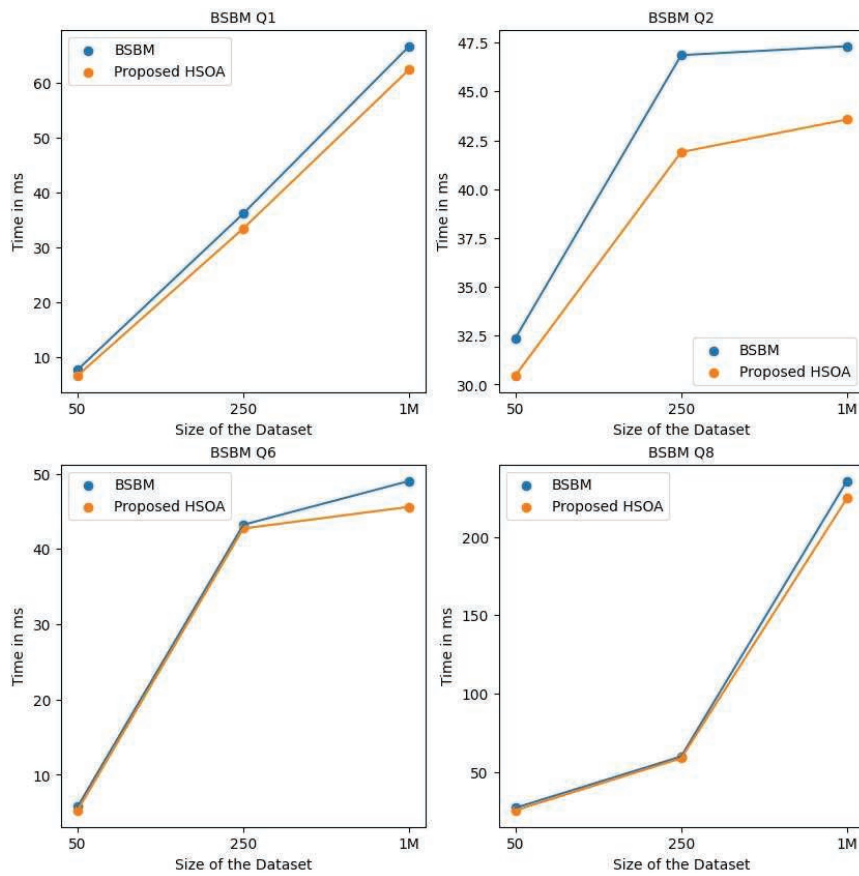 BSBM Q1
BSBM
Proposed HSOA
60
50
40
30
20
10
Time in ms
50
250
1M
Size of the Dataset
BSBM Q2
47.5
45.0
42.5
40.0
37.5
35.0
32.5
30.0
Time in ms
BSBM
Proposed HSOA
50
250
1M
Size of the Dataset
BSBM Q6
BSBM
Proposed HSOA
50
40
30
20
10
Time in ms
50
250
1M
Size of the Dataset
BSBM Q8
BSBM
Proposed HSOA
200
150
100
50
Time in ms
50
250
1M
Size of the Dataset